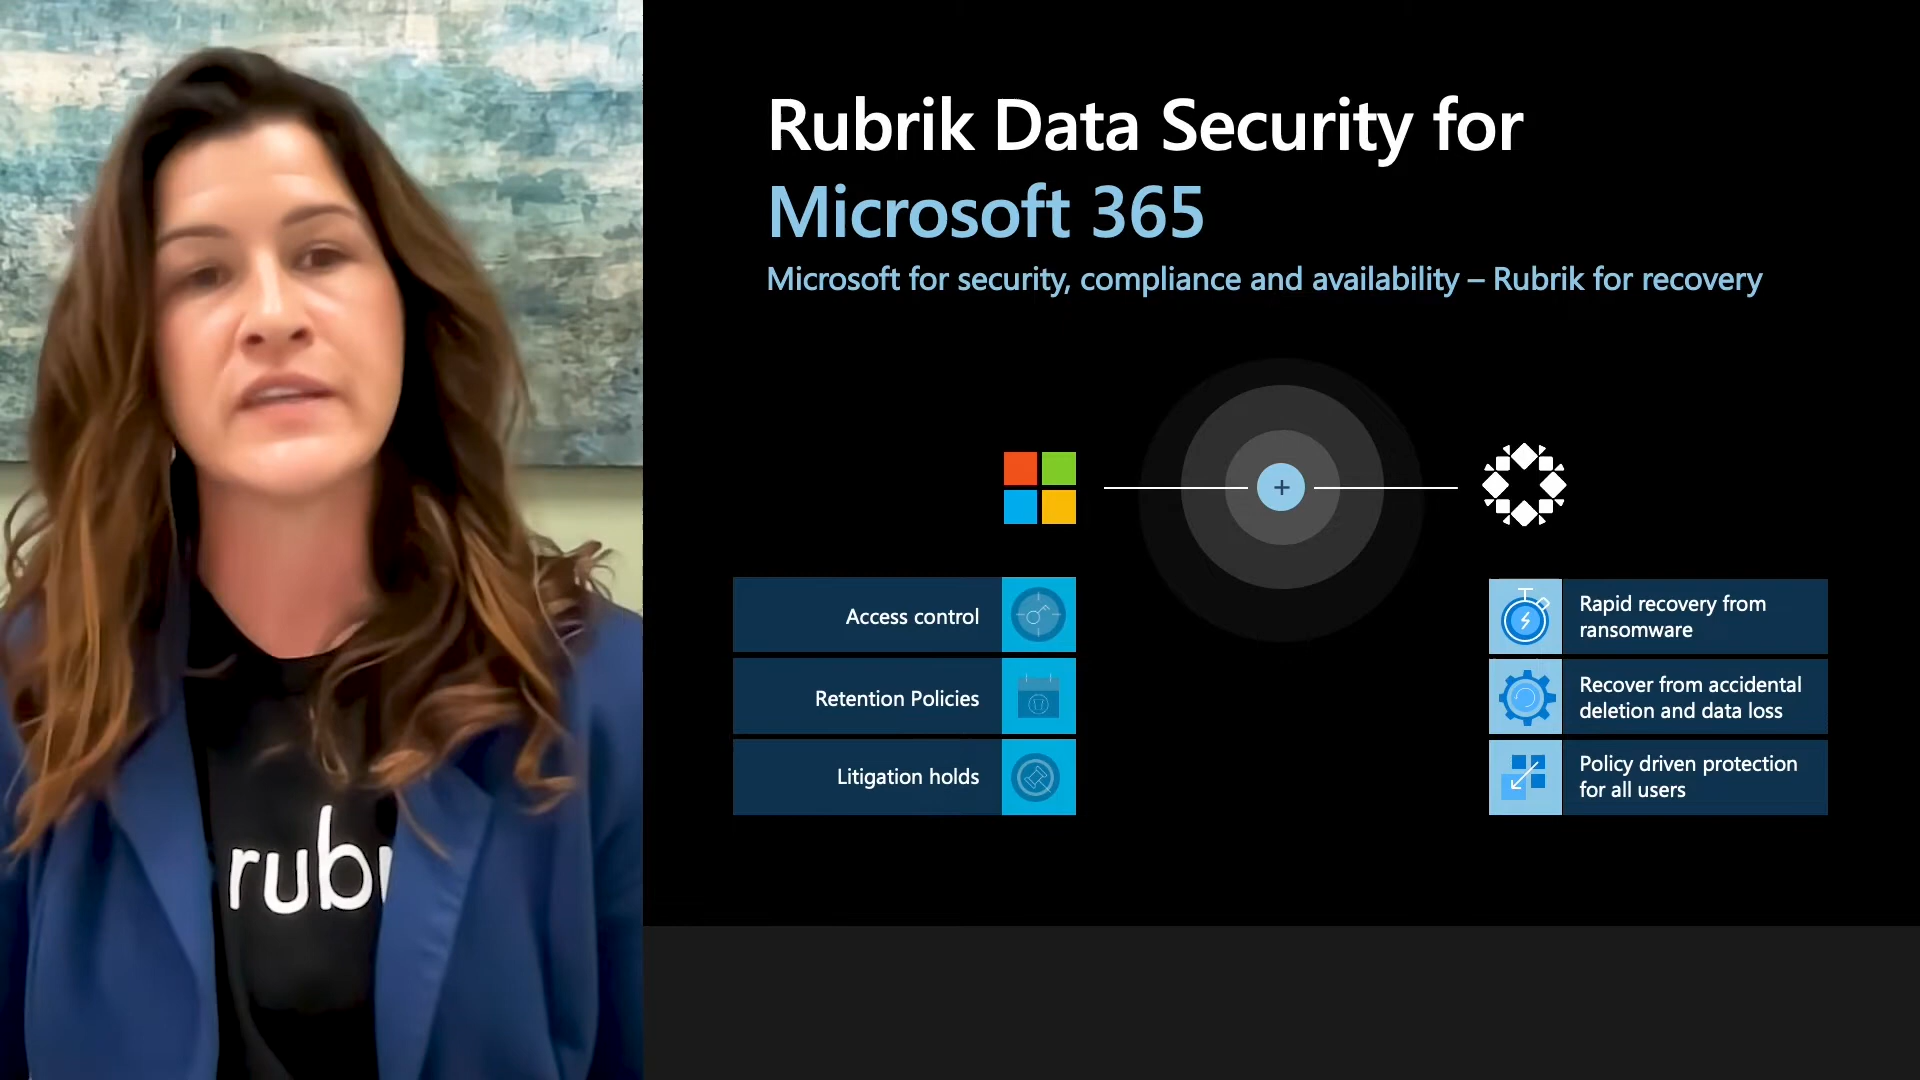 Rubrik Data Security for
Microsoft 365
Microsoft for security, compliance and availability – Rubrik for recovery
Access control
Retention Policies
Litigation holds
Rapid recovery from
ransomware
Recover from accidental
deletion and data loss
Policy driven protection
for all users
rubr